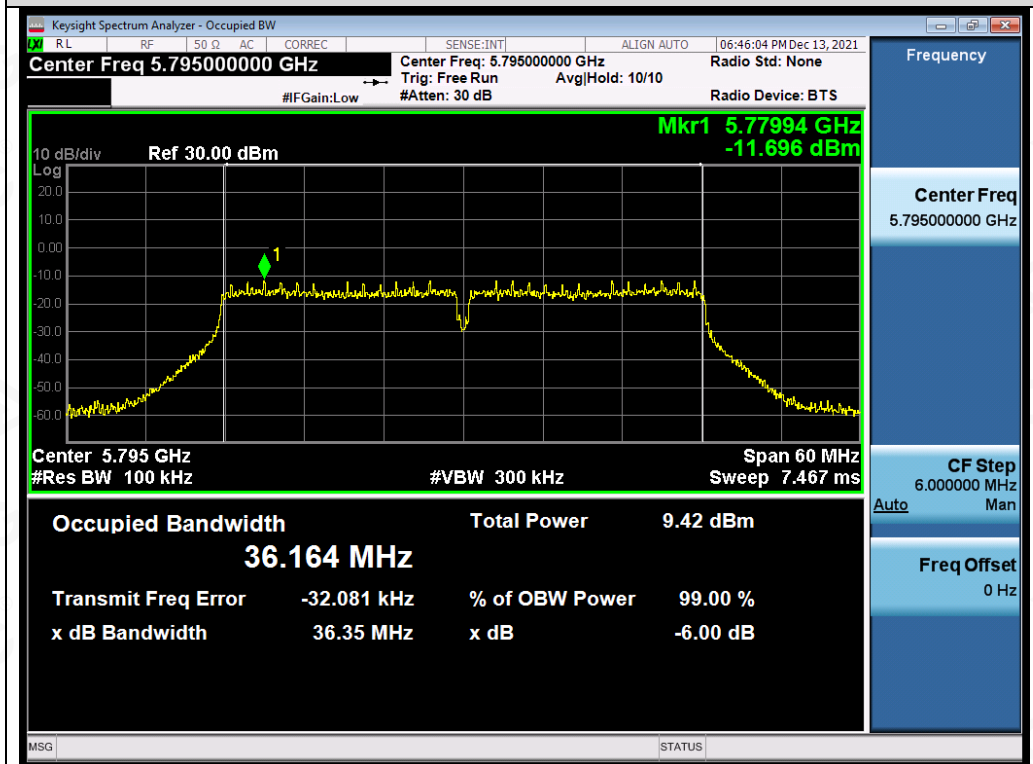 Keysight Spectrum Analyzer - Occupied BW
LXI RL RF 50 Ω AC CORREC SENSE:INT ALIGN AUTO 06:46:04 PM Dec 13, 2021
Center Freq 5.795000000 GHz
Center Freq: 5.795000000 GHz
Radio Std: None
Trig: Free Run Avg|Hold: 10/10
#IFGain:Low
#Atten: 30 dB
Radio Device: BTS
Frequency
Mkr1 5.77994 GHz
-11.696 dBm
10 dB/div Ref 30.00 dBm
Log
20.0
10.0
0.00
-10.0
-20.0
-30.0
-40.0
-50.0
-60.0
1
Center 5.795 GHz
Span 60 MHz
#Res BW 100 kHz
#VBW 300 kHz
Sweep 7.467 ms
Center Freq
5.795000000 GHz
CF Step
6.000000 MHz
Auto Man
Freq Offset
0 Hz
Occupied Bandwidth
36.164 MHz
Total Power 9.42 dBm
Transmit Freq Error -32.081 kHz
% of OBW Power 99.00 %
x dB Bandwidth 36.35 MHz
x dB -6.00 dB
MSG
STATUS